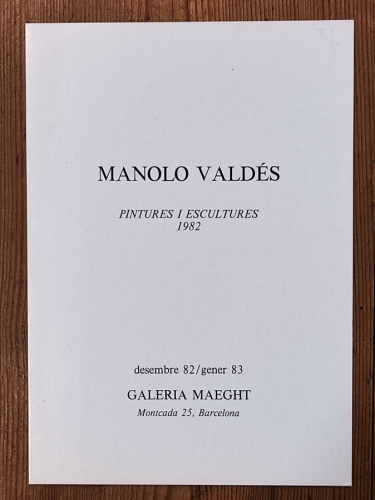 MANOLO VALDÉS
PINTURES I ESCULTURES
1982
desembre 82/gener 83
GALERIA MAEGHT
Montcada 25, Barcelona